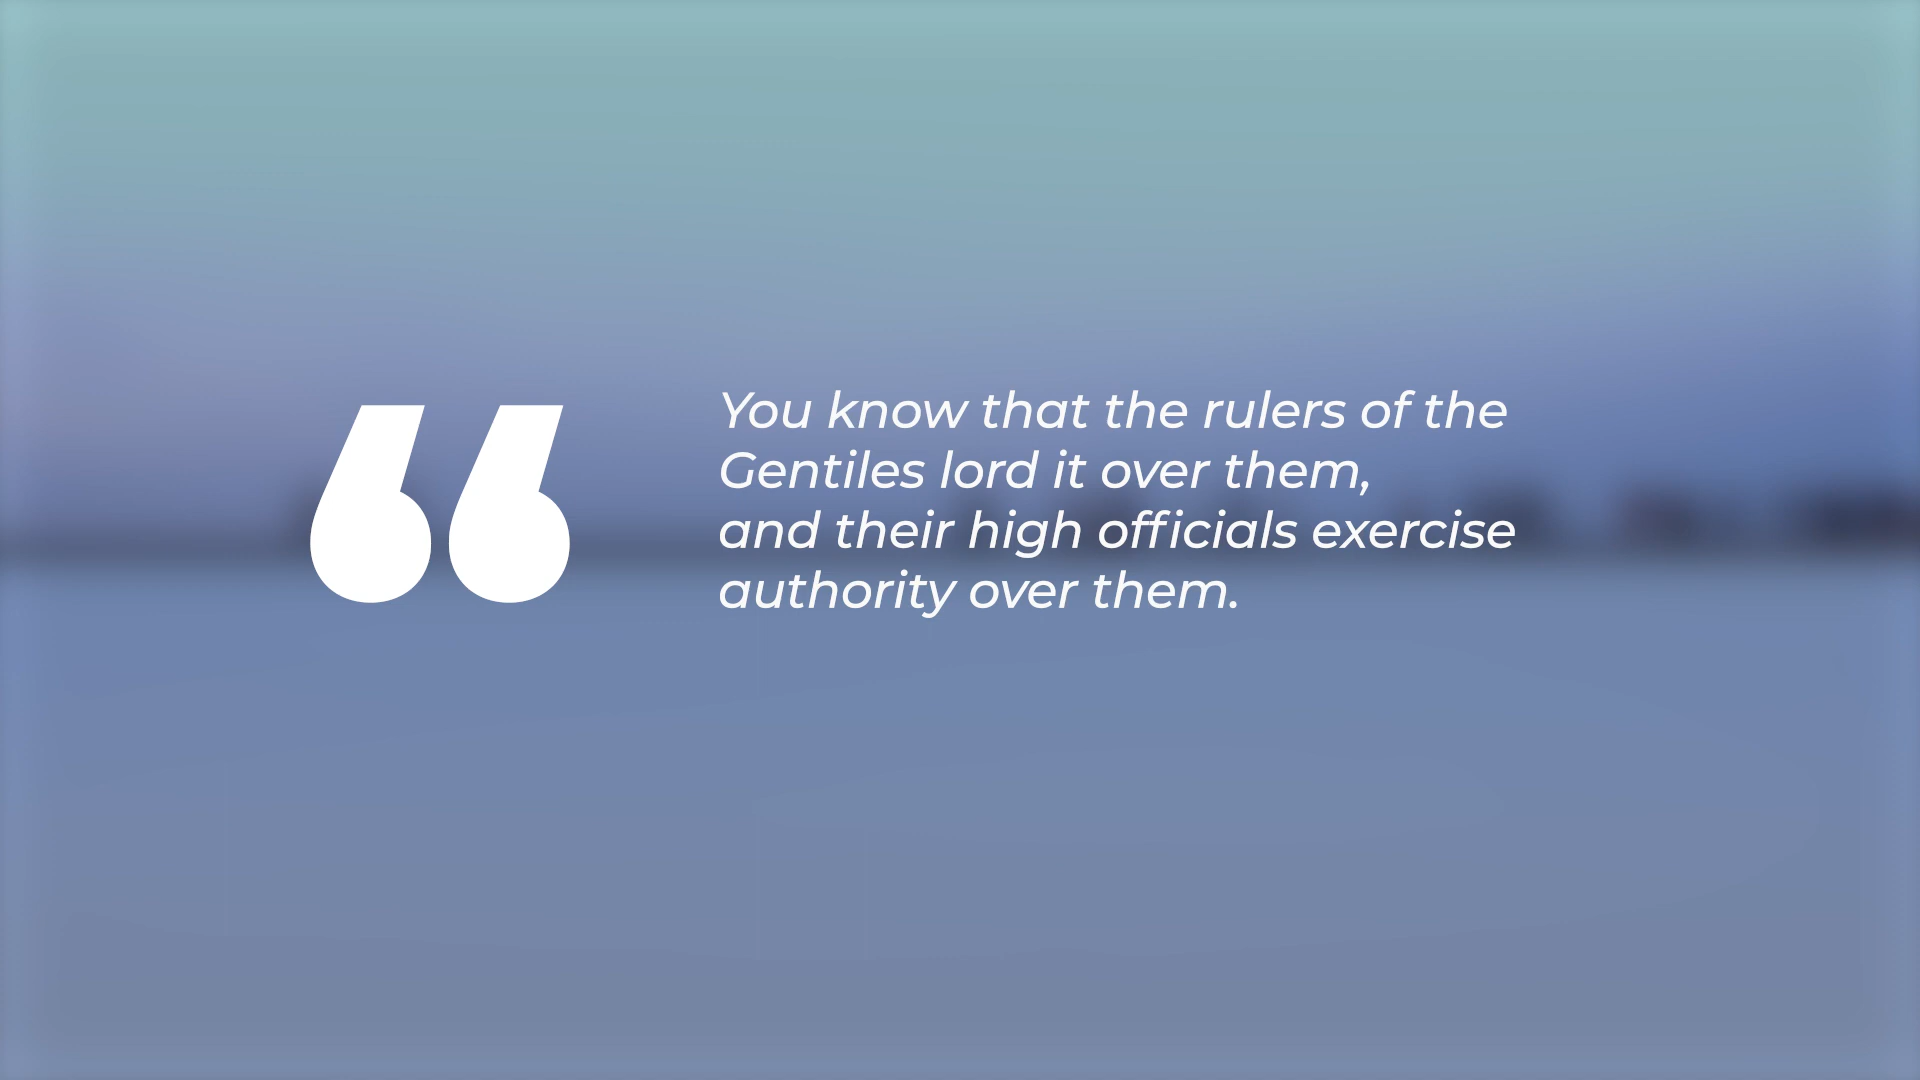 “
You know that the rulers of the
Gentiles lord it over them,
and their high officials exercise
authority over them.